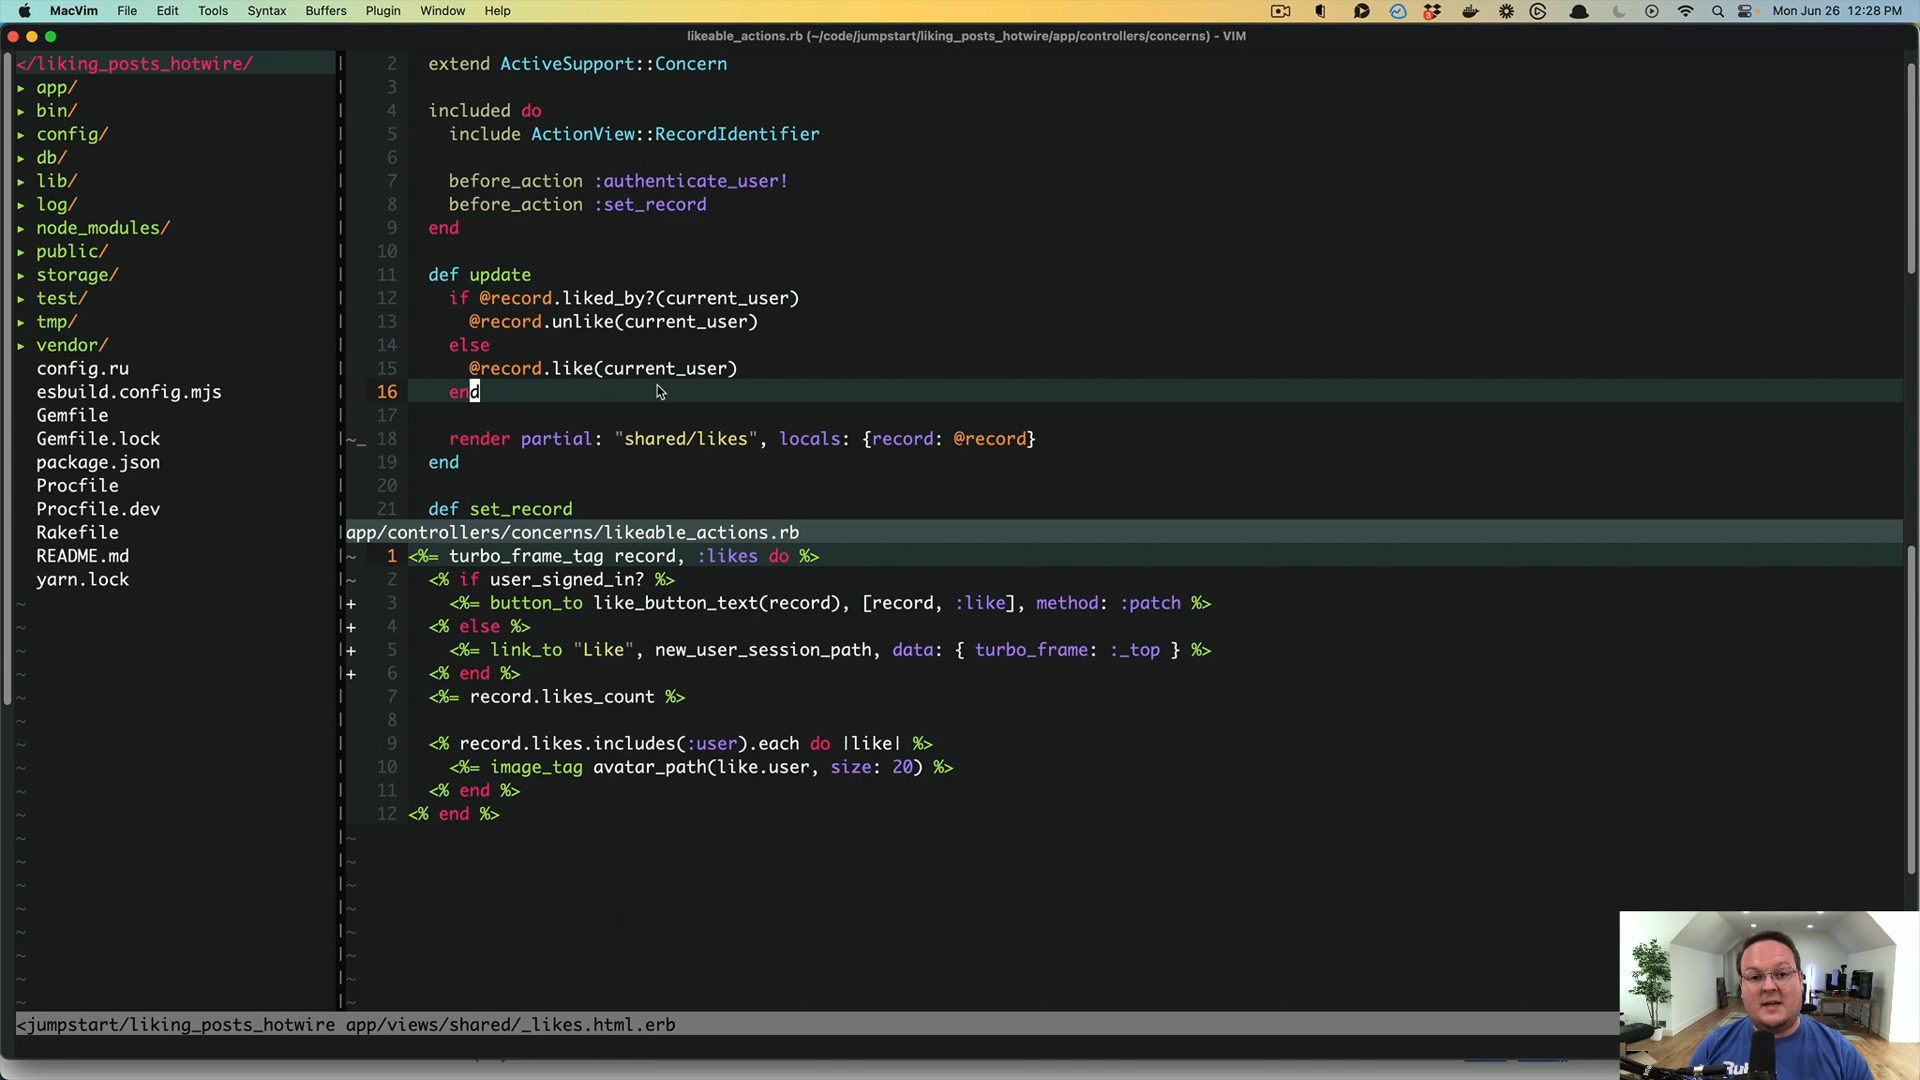 MacVim File Edit Tools Syntax Buffers Plugin Window Help Mon Jun 26 12:28 PM
likeable_actions.rb (~/code/jumpstart/liking_posts_hotwire/app/controllers/concerns) - VIM
</liking_posts_hotwire/
▸ app/
▸ bin/
▸ config/
▸ db/
▸ lib/
▸ log/
▸ node_modules/
▸ public/
▸ storage/
▸ test/
▸ tmp/
▸ vendor/
config.ru
esbuild.config.mjs
Gemfile
Gemfile.lock
package.json
Procfile
Procfile.dev
Rakefile
README.md
yarn.lock
2 extend ActiveSupport::Concern
3
4 included do
5 include ActionView::RecordIdentifier
6
7 before_action :authenticate_user!
8 before_action :set_record
9 end
10
11 def update
12 if @record.liked_by?(current_user)
13 @record.unlike(current_user)
14 else
15 @record.like(current_user)
16 end
17
~_ 18 render partial: "shared/likes", locals: {record: @record}
19 end
20
21 def set_record
app/controllers/concerns/likeable_actions.rb
~ 1 <%= turbo_frame_tag record, :likes do %>
~ 2 <% if user_signed_in? %>
+ 3 <%= button_to like_button_text(record), [record, :like], method: :patch %>
+ 4 <% else %>
+ 5 <%= link_to "Like", new_user_session_path, data: { turbo_frame: :_top } %>
+ 6 <% end %>
7 <%= record.likes_count %>
8
9 <% record.likes.includes(:user).each do |like| %>
10 <%= image_tag avatar_path(like.user, size: 20) %>
11 <% end %>
12 <% end %>
<jumpstart/liking_posts_hotwire app/views/shared/_likes.html.erb